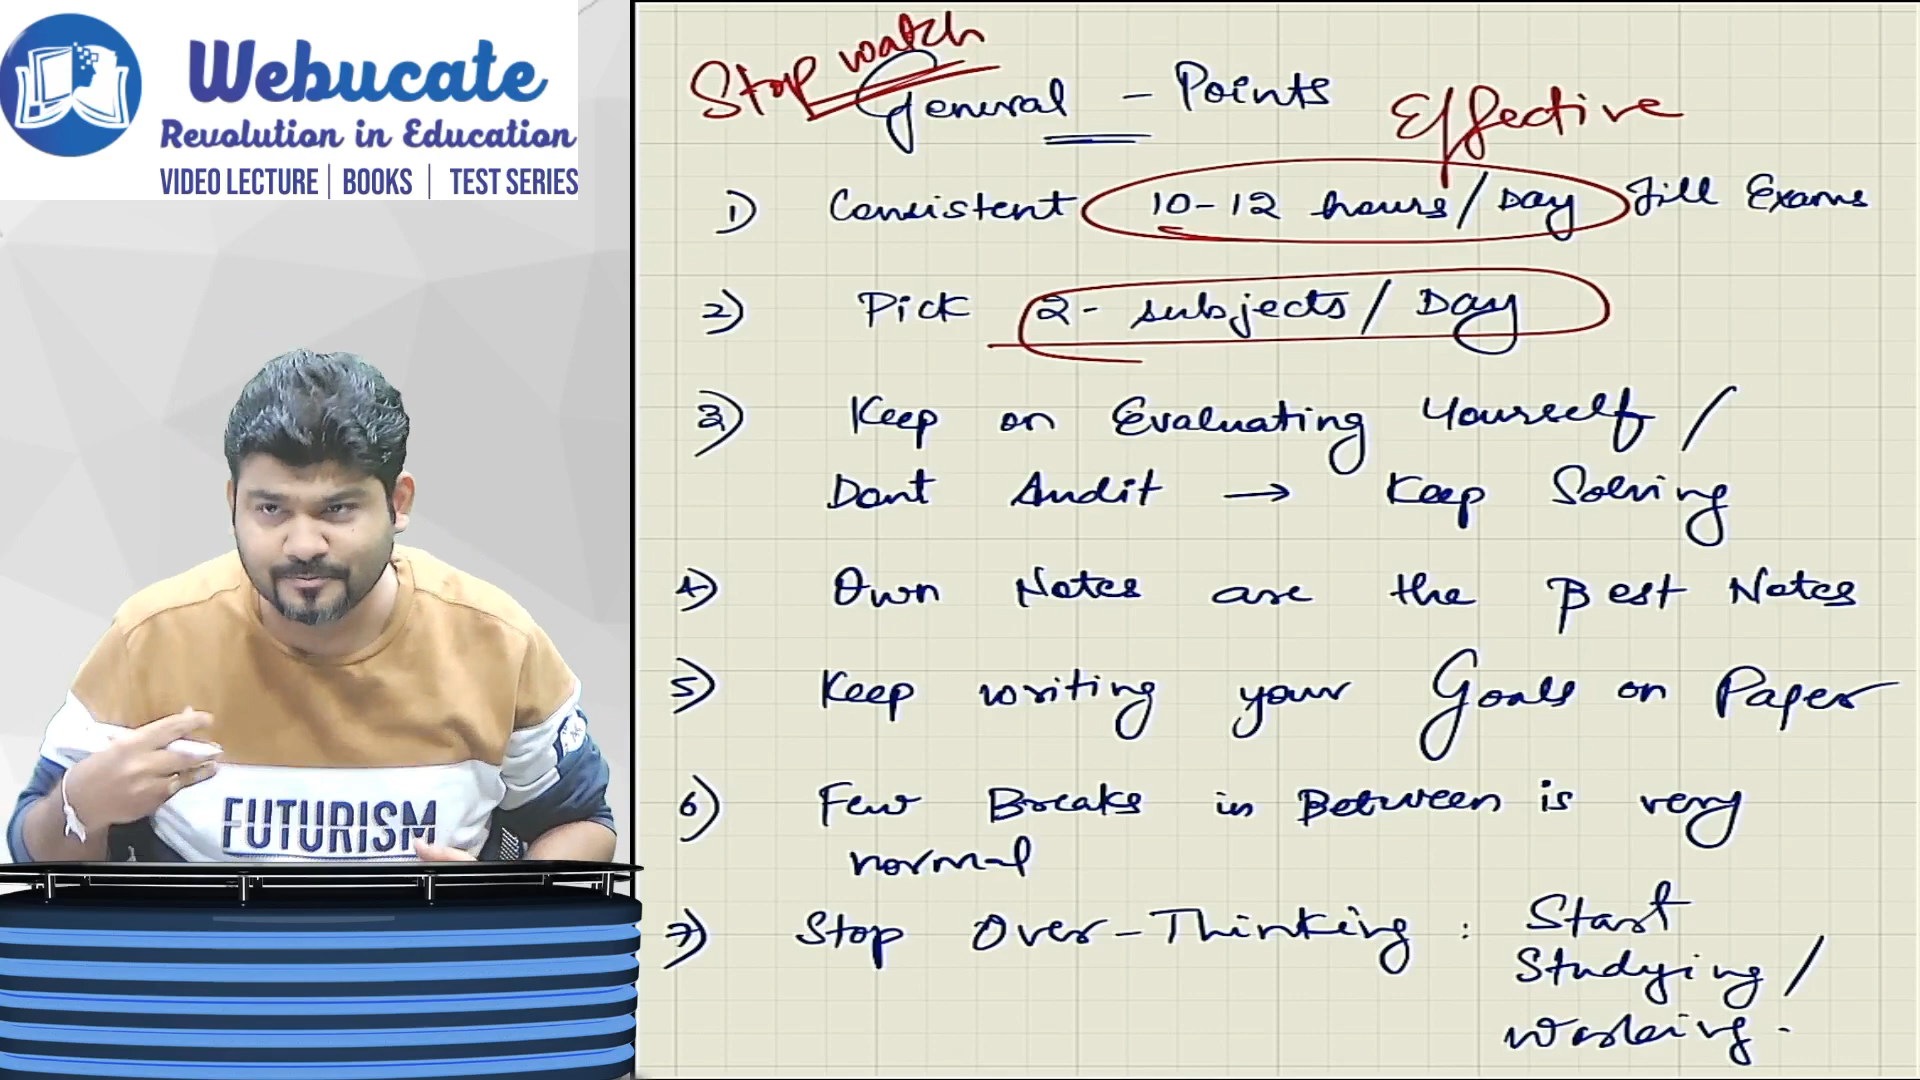 Webucate
Revolution in Education
VIDEO LECTURE | BOOKS | TEST SERIES
FUTURISM
Stop watch
General - Points
Effective
1) Consistent 10-12 hours/Day Till Exams
2) Pick 2- subjects/Day
3) Keep on Evaluating Yourself /
Dont Audit → Keep Solving
4) Own Notes are the Best Notes
5) Keep writing your Goals on Paper
6) Few Breaks in Between is very
normal
7) Stop Over-Thinking : Start
Studying /
Working.